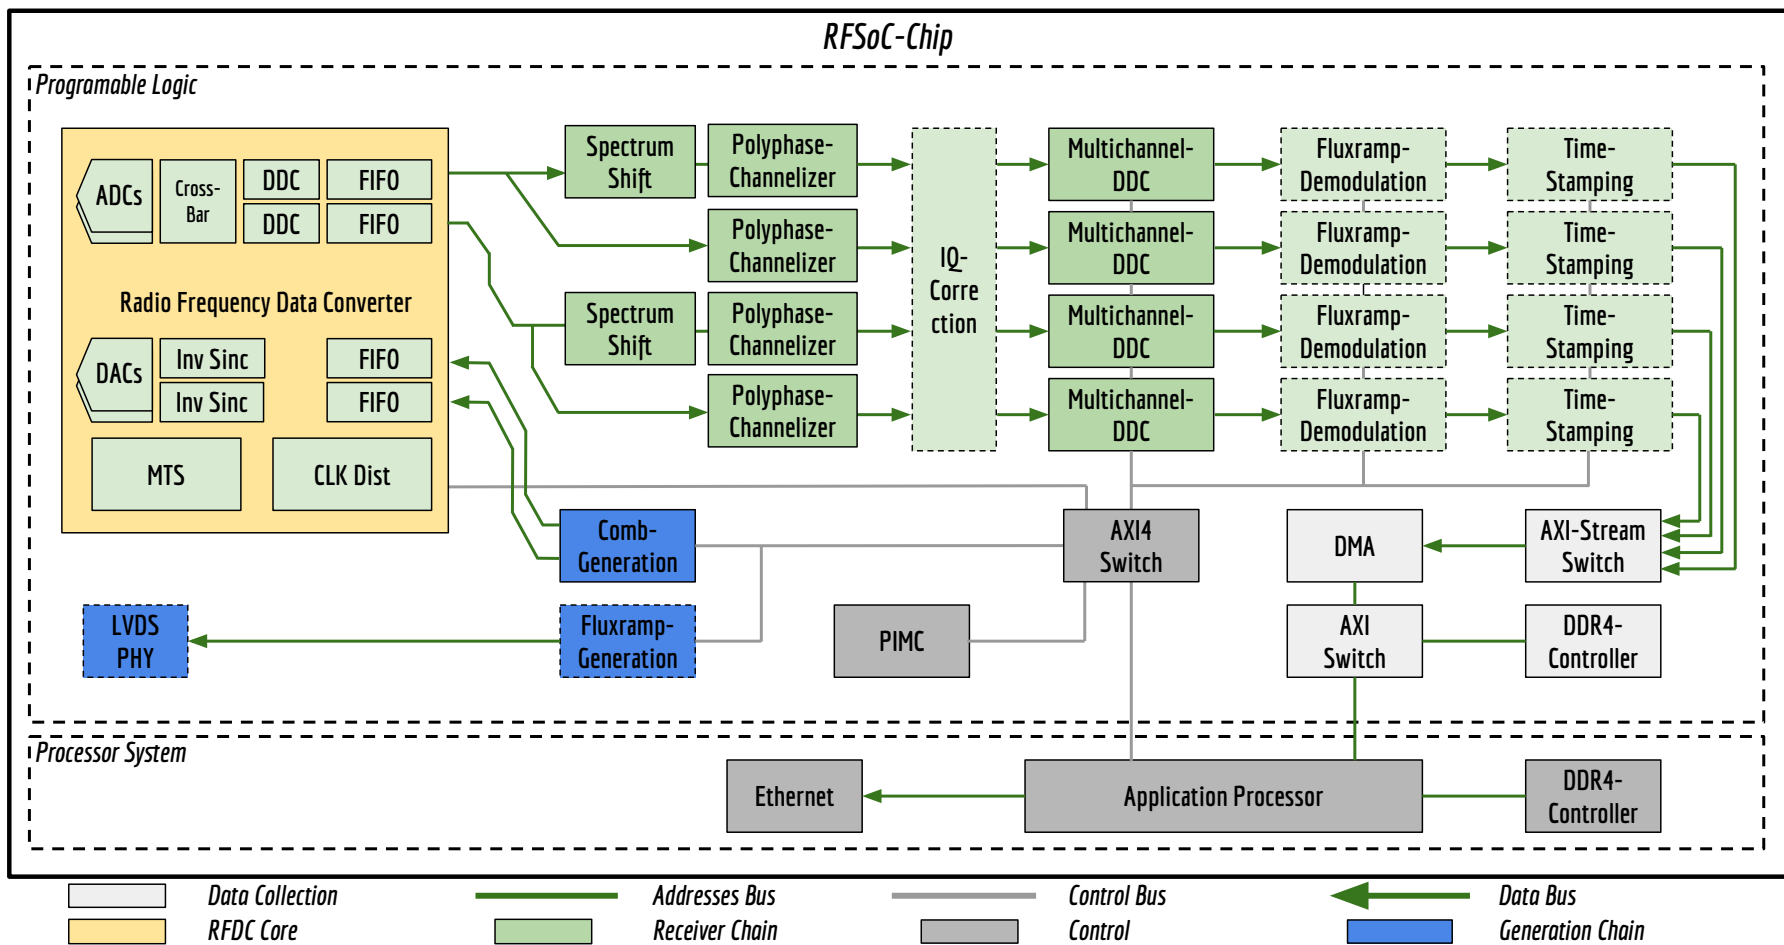 RFSoC-Chip
Programable Logic
ADCs
Cross-
Bar
DDC
FIFO
DDC
FIFO
Radio Frequency Data Converter
DACs
Inv Sinc
FIFO
Inv Sinc
FIFO
MTS
CLK Dist
Spectrum
Shift
Polyphase-
Channelizer
Polyphase-
Channelizer
Spectrum
Shift
Polyphase-
Channelizer
Polyphase-
Channelizer
IQ-
Corre
ction
Multichannel-
DDC
Fluxramp-
Demodulation
Time-
Stamping
Multichannel-
DDC
Fluxramp-
Demodulation
Time-
Stamping
Multichannel-
DDC
Fluxramp-
Demodulation
Time-
Stamping
Multichannel-
DDC
Fluxramp-
Demodulation
Time-
Stamping
Comb-
Generation
AXI4
Switch
DMA
AXI-Stream
Switch
LVDS
PHY
Fluxramp-
Generation
PIMC
AXI
Switch
DDR4-
Controller
Processor System
Ethernet
Application Processor
DDR4-
Controller
Data Collection
Addresses Bus
Control Bus
Data Bus
RFDC Core
Receiver Chain
Control
Generation Chain